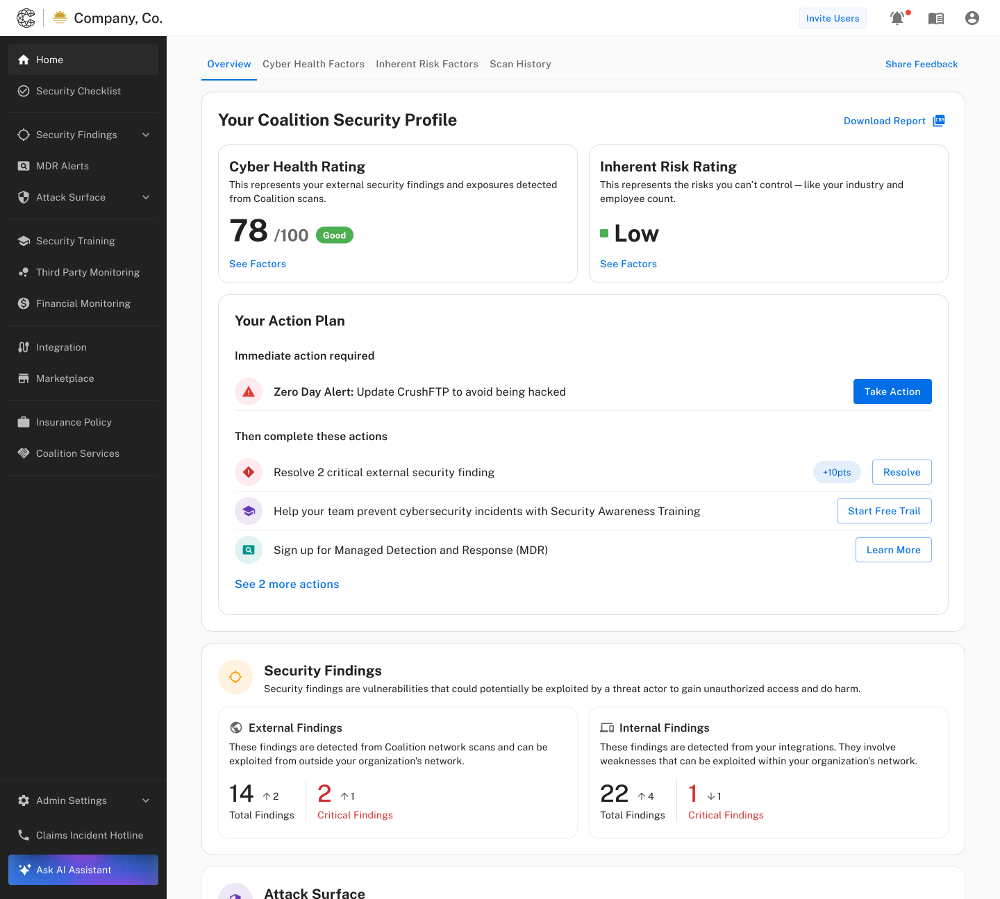 Company, Co.
Invite Users
Home
Security Checklist
Security Findings
MDR Alerts
Attack Surface
Security Training
Third Party Monitoring
Financial Monitoring
Integration
Marketplace
Insurance Policy
Coalition Services
Admin Settings
Claims Incident Hotline
Ask AI Assistant
Overview
Cyber Health Factors
Inherent Risk Factors
Scan History
Share Feedback
Your Coalition Security Profile
Download Report
CRA
Cyber Health Rating
This represents your external security findings and exposures detected
from Coalition scans.
78 /100 Good
See Factors
Inherent Risk Rating
This represents the risks you can't control — like your industry and
employee count.
Low
See Factors
Your Action Plan
Immediate action required
Zero Day Alert: Update CrushFTP to avoid being hacked
Take Action
Then complete these actions
Resolve 2 critical external security finding
+10pts
Resolve
Help your team prevent cybersecurity incidents with Security Awareness Training
Start Free Trail
Sign up for Managed Detection and Response (MDR)
Learn More
See 2 more actions
Security Findings
Security findings are vulnerabilities that could potentially be exploited by a threat actor to gain unauthorized access and do harm.
External Findings
These findings are detected from Coalition network scans and can be
exploited from outside your organization's network.
14 ↑2
Total Findings
2 ↑1
Critical Findings
Internal Findings
These findings are detected from your integrations. They involve
weaknesses that can be exploited within your organization's network.
22 ↑4
Total Findings
1 ↓1
Critical Findings
Attack Surface